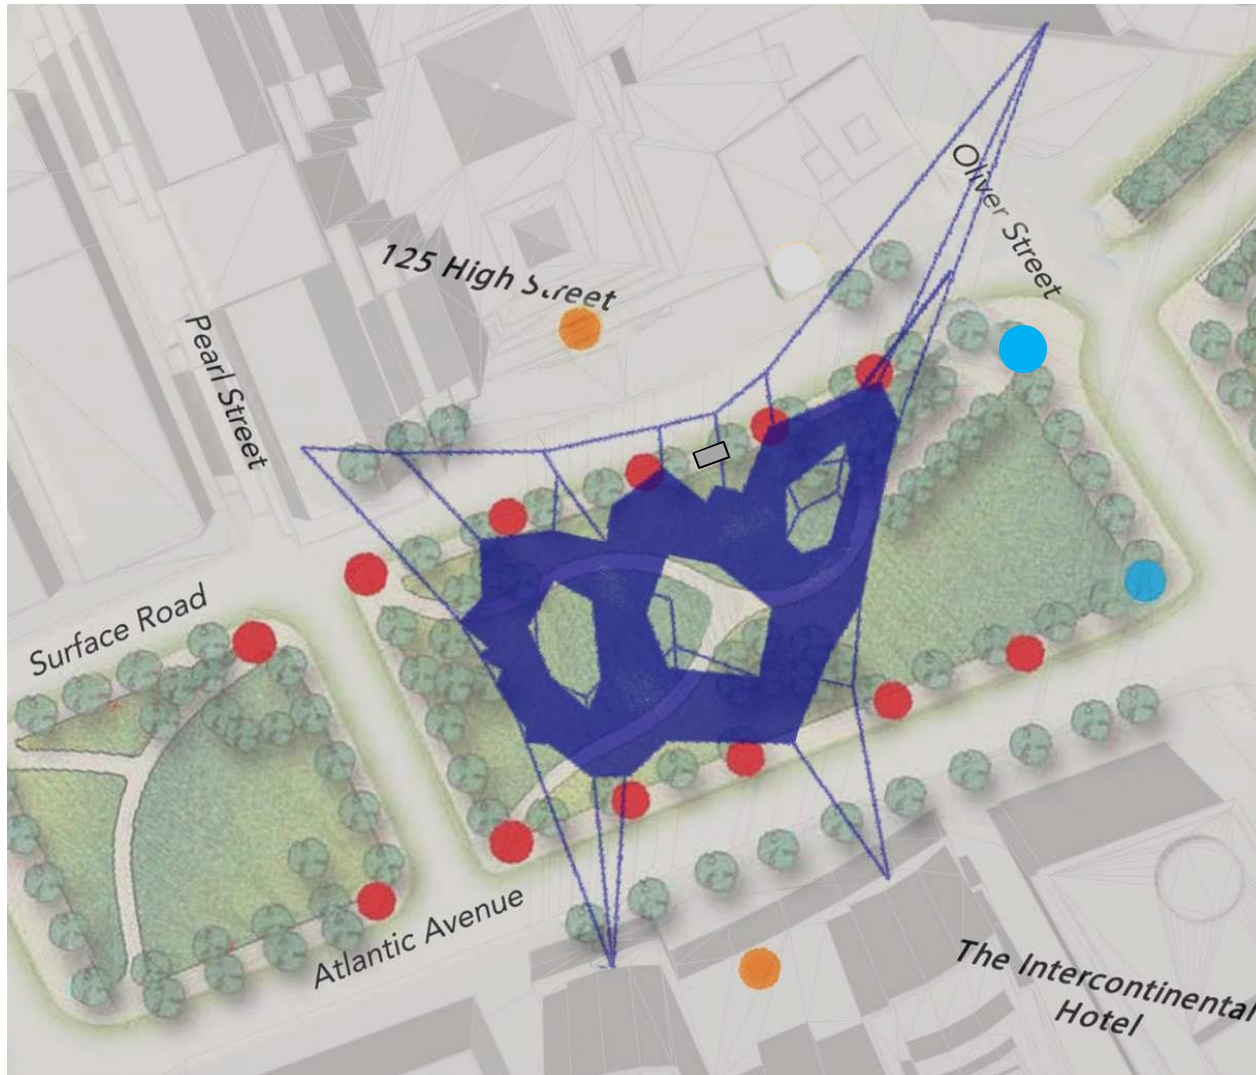 Oliver Street
125 High Street
Pearl Street
Surface Road
Atlantic Avenue
The Intercontinental
Hotel